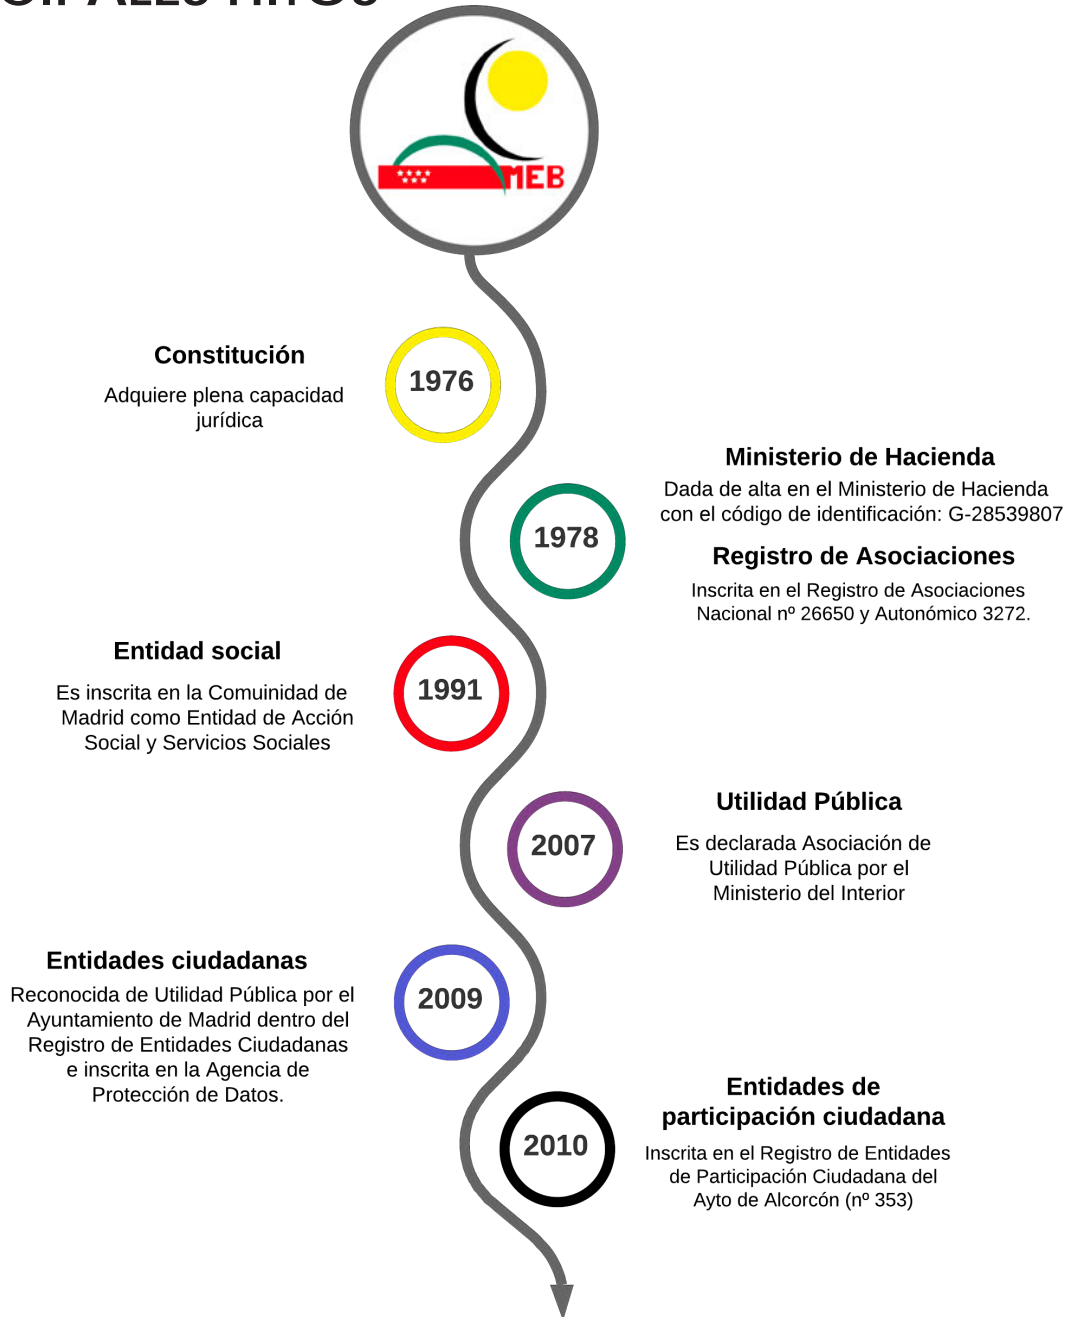 MEB
1976
Constitución
Adquiere plena capacidad
jurídica
1978
Ministerio de Hacienda
Dada de alta en el Ministerio de Hacienda
con el código de identificación: G-28539807
Registro de Asociaciones
Inscrita en el Registro de Asociaciones
Nacional nº 26650 y Autonómico 3272.
1991
Entidad social
Es inscrita en la Comuinidad de
Madrid como Entidad de Acción
Social y Servicios Sociales
2007
Utilidad Pública
Es declarada Asociación de
Utilidad Pública por el
Ministerio del Interior
2009
Entidades ciudadanas
Reconocida de Utilidad Pública por el
Ayuntamiento de Madrid dentro del
Registro de Entidades Ciudadanas
e inscrita en la Agencia de
Protección de Datos.
2010
Entidades de
participación ciudadana
Inscrita en el Registro de Entidades
de Participación Ciudadana del
Ayto de Alcorcón (nº 353)